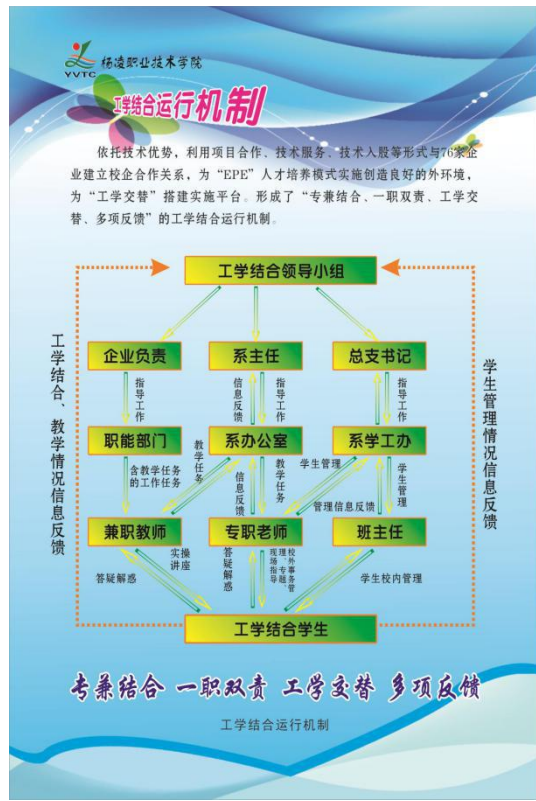 YVTC
杨凌职业技术学院
工学结合运行机制
依托技术优势，利用项目合作、技术服务、技术入股等形式与76家企
业建立校企合作关系，为“EPE”人才培养模式实施创造良好的外环境，
为“工学交替”搭建实施平台。形成了“专兼结合、一职双责、工学交
替、多项反馈”的工学结合运行机制。
工学结合领导小组
企业负责
系主任
总支书记
指导工作
信息反馈
指导工作
指导工作
职能部门
系办公室
系学工办
含教学任务
的工作任务
教学任务
信息反馈
教学任务
学生管理
管理信息反馈
学生管理
兼职教师
专职老师
班主任
答疑解惑
实操
讲座
答疑解惑
校外事务管
理、专题、
现场指导
学生校内管理
工学结合学生
工学结合、教学情况信息反馈
学生管理情况信息反馈
专兼结合 一职双责 工学交替 多项反馈
工学结合运行机制